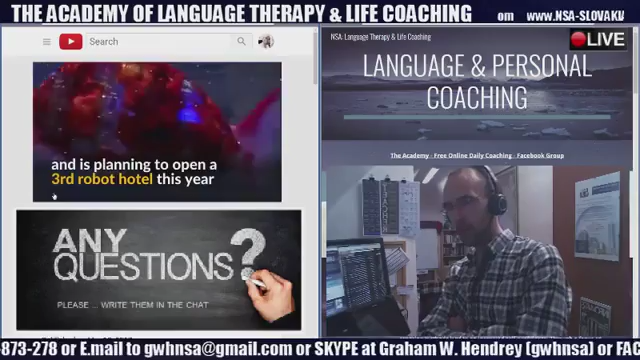 THE ACADEMY OF LANGUAGE THERAPY & LIFE COACHING
om www.NSA-SLOVAKI
Search
NSA: Language Therapy & Life Coaching
LIVE
LANGUAGE & PERSONAL
COACHING
The Academy - Free Online Daily Coaching - Facebook Group
and is planning to open a
3rd robot hotel this year
ANY
QUESTIONS?
PLEASE ... WRITE THEM IN THE CHAT
-873-278 or E.mail to gwhnsa@gmail.com or SKYPE at Graham W. Hendrey (gwhnsa) or FAC